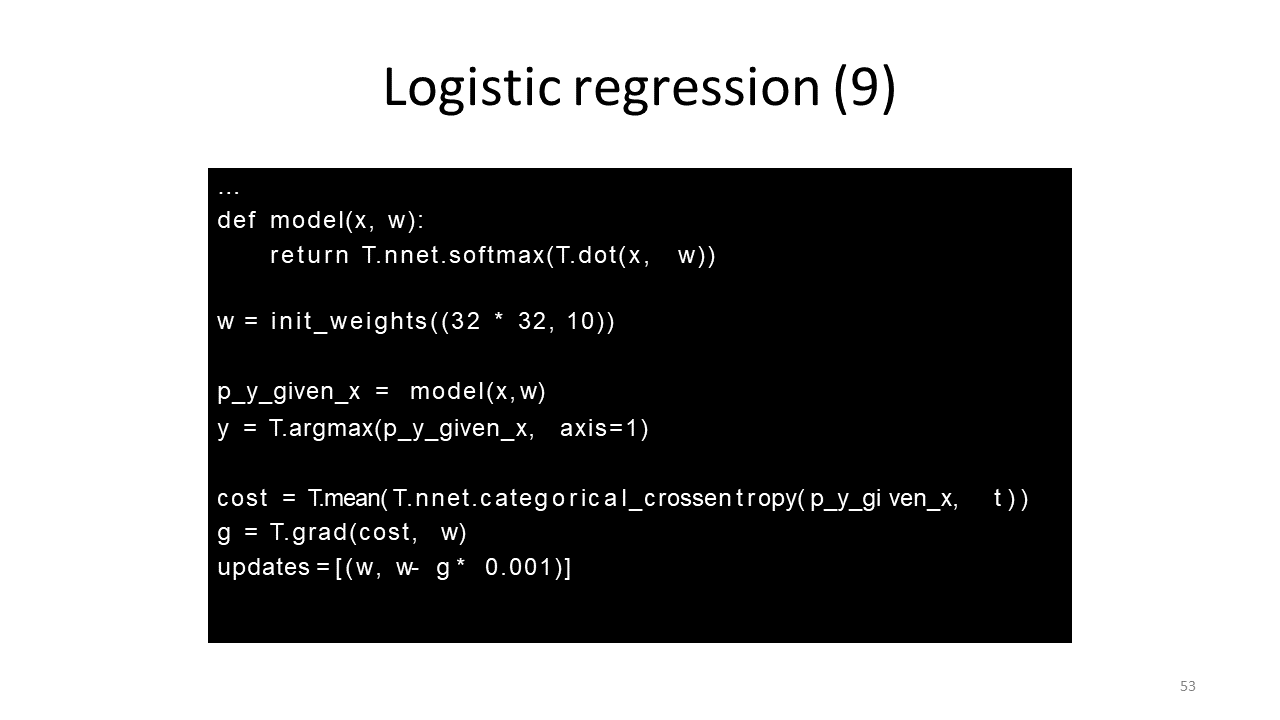 Logistic regression (9)
...
def model(x, w):
    return T.nnet.softmax(T.dot(x, w))
w = init_weights((32 * 32, 10))
p_y_given_x = model(x, w)
y = T.argmax(p_y_given_x, axis=1)
cost = T.mean(T.nnet.categorical_crossentropy(p_y_given_x, t))
g = T.grad(cost, w)
updates = [(w, w- g * 0.001)]
53